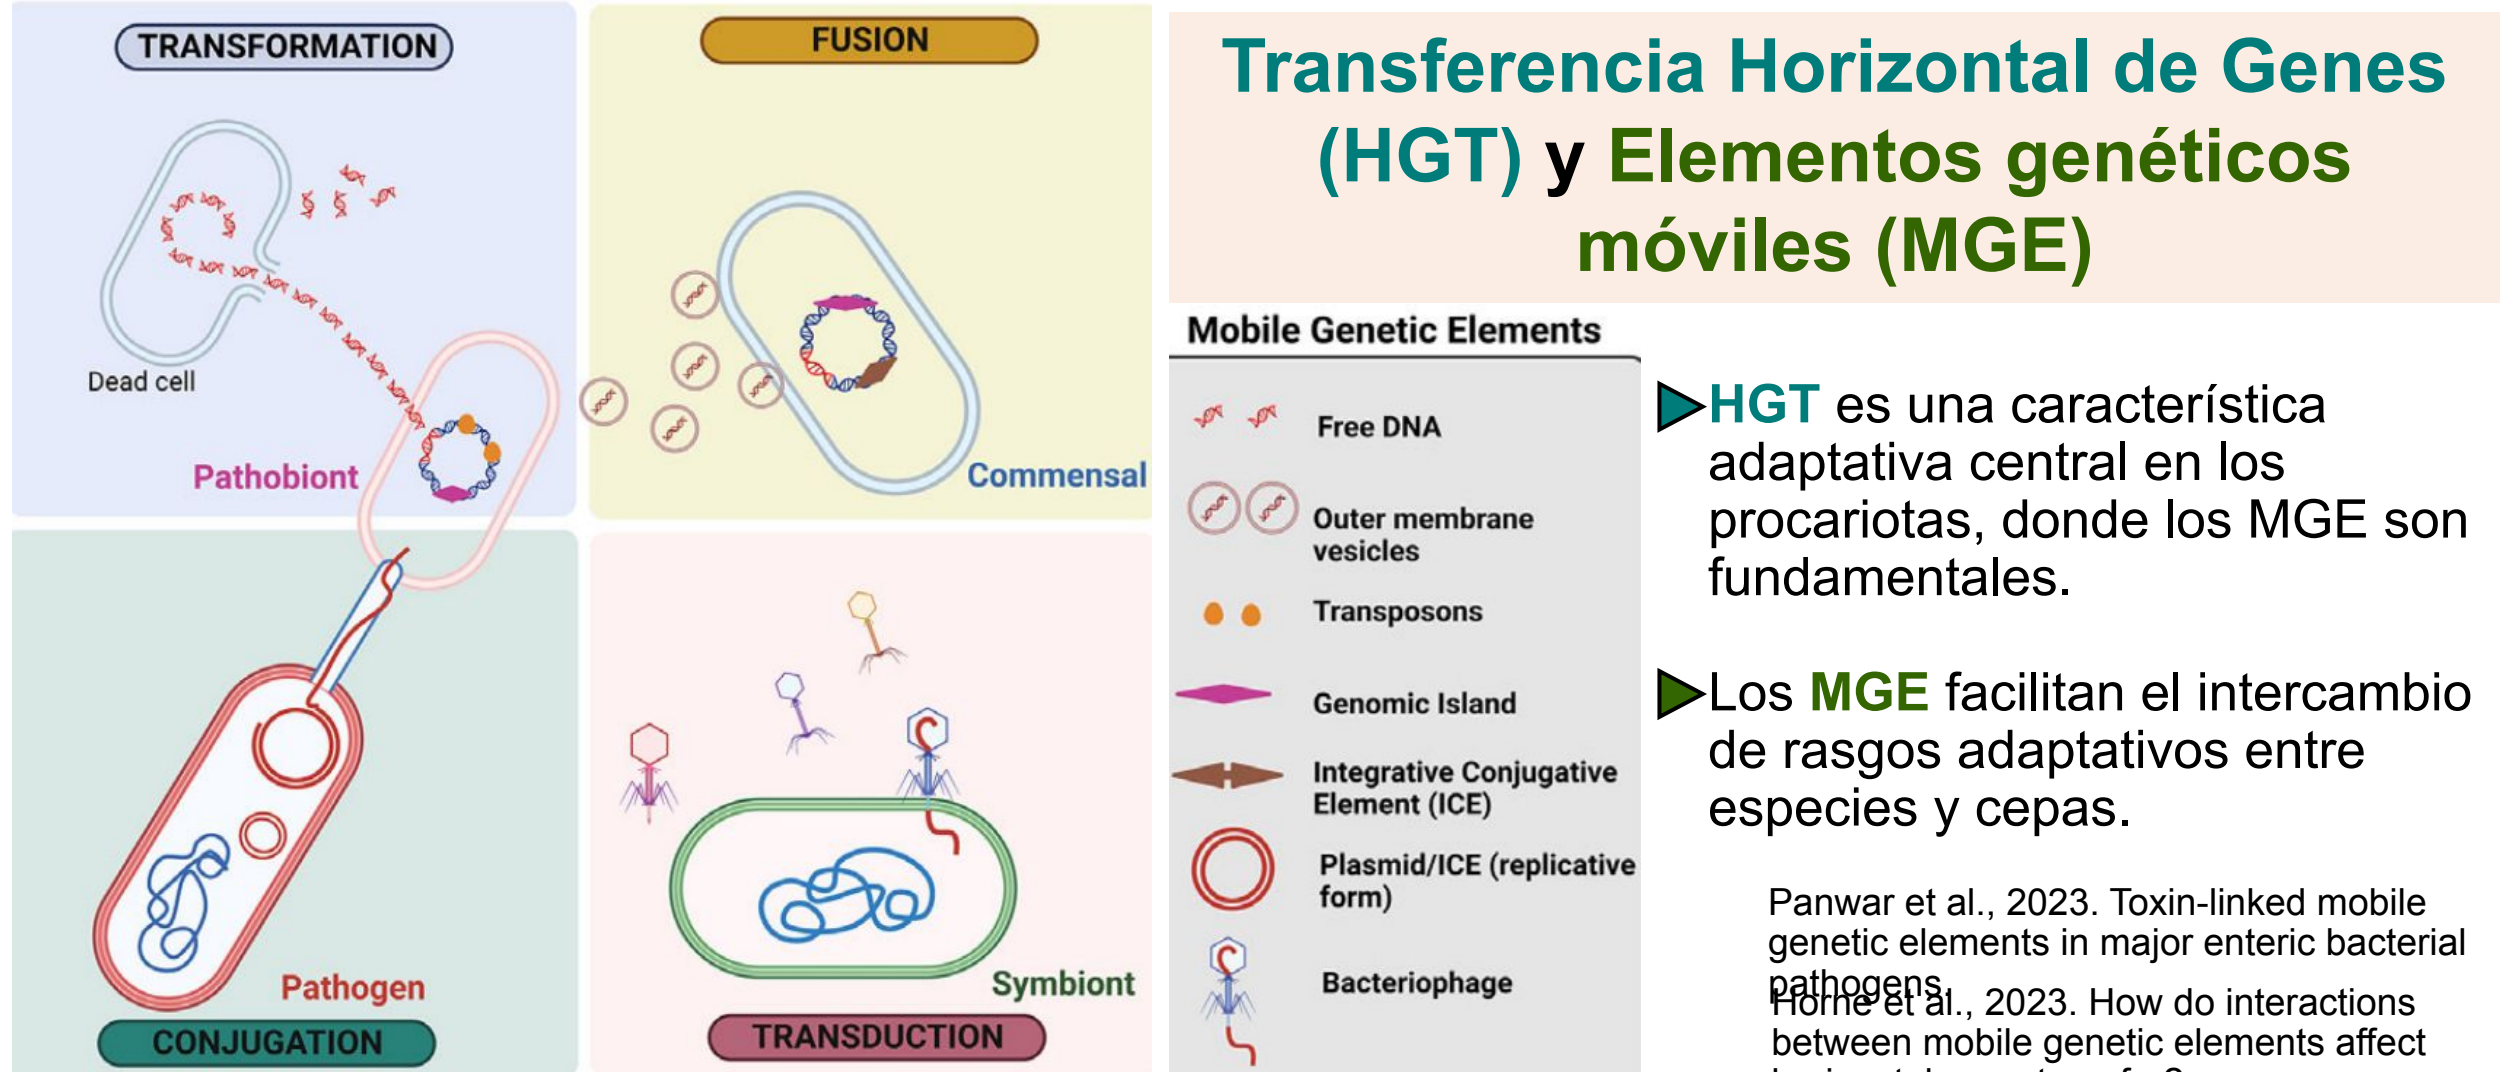 TRANSFORMATION
Dead cell
Pathobiont
FUSION
Commensal
Pathogen
CONJUGATION
Symbiont
TRANSDUCTION
Transferencia Horizontal de Genes
(HGT) y Elementos genéticos
móviles (MGE)
Mobile Genetic Elements
Free DNA
Outer membrane
vesicles
Transposons
Genomic Island
Integrative Conjugative
Element (ICE)
Plasmid/ICE (replicative
form)
Bacteriophage
HGT es una característica
adaptativa central en los
procariotas, donde los MGE son
fundamentales.
Los MGE facilitan el intercambio
de rasgos adaptativos entre
especies y cepas.
Panwar et al., 2023. Toxin-linked mobile
genetic elements in major enteric bacterial
pathogens.
Horne et al., 2023. How do interactions
between mobile genetic elements affect